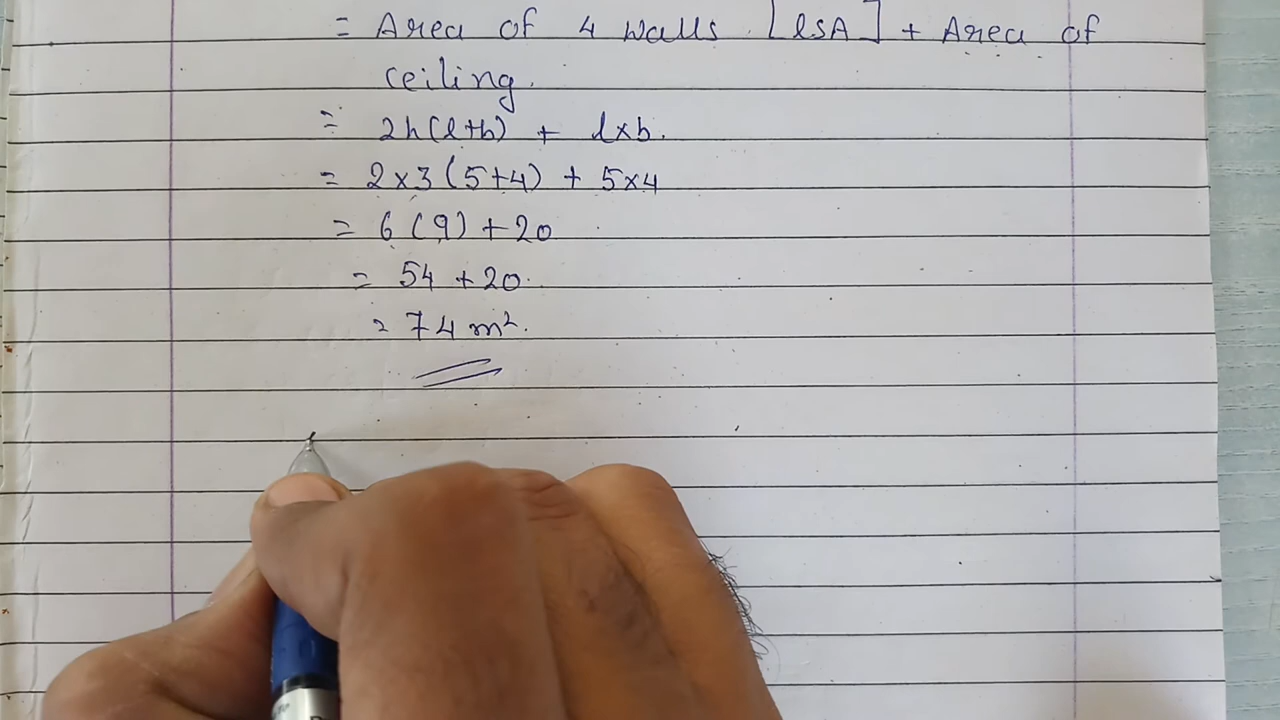 = Area of 4 walls [lSA] + Area of
ceiling.
= 2h(l+b) + l×b.
= 2×3(5+4) + 5×4
= 6(9)+20
= 54 +20.
= 74 m².